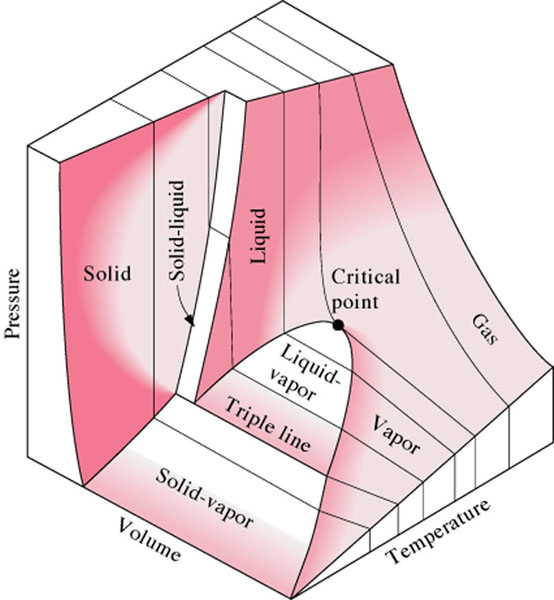 Pressure
Solid
Solid-liquid
Liquid
Critical
point
Gas
Liquid-
vapor
Triple line
Vapor
Solid-vapor
Volume
Temperature